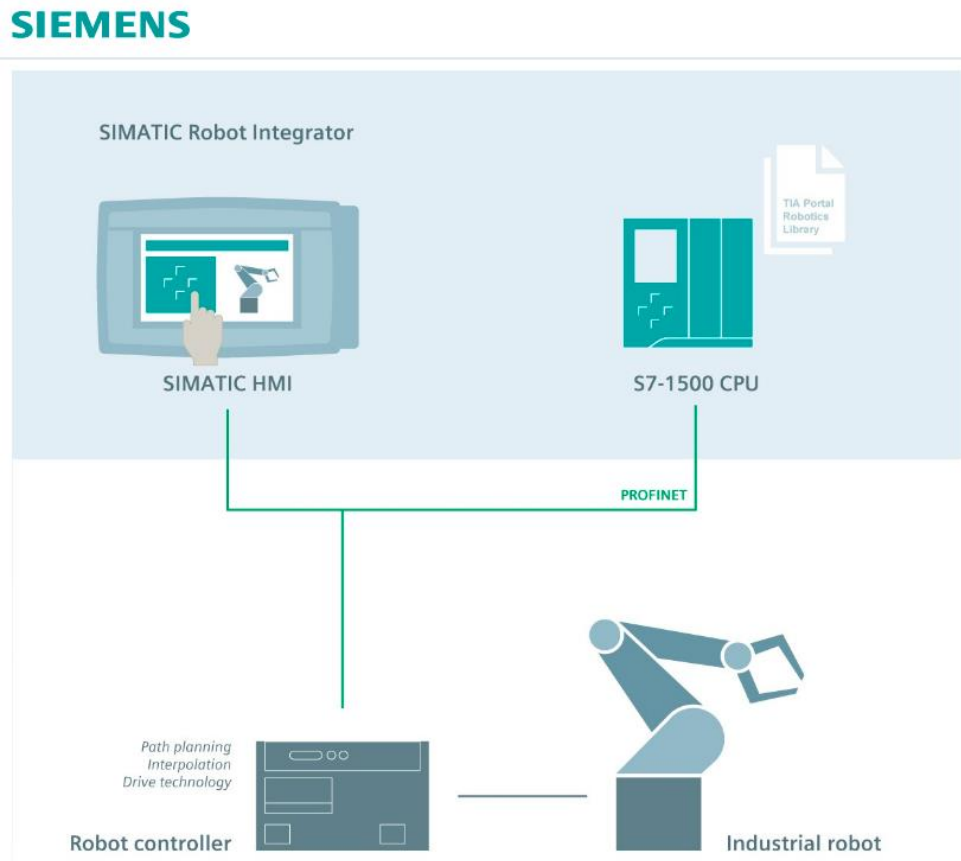 SIEMENS
SIMATIC Robot Integrator
TIA Portal
Robotics
Library
SIMATIC HMI
S7-1500 CPU
PROFINET
Path planning
Interpolation
Drive technology
Robot controller
Industrial robot